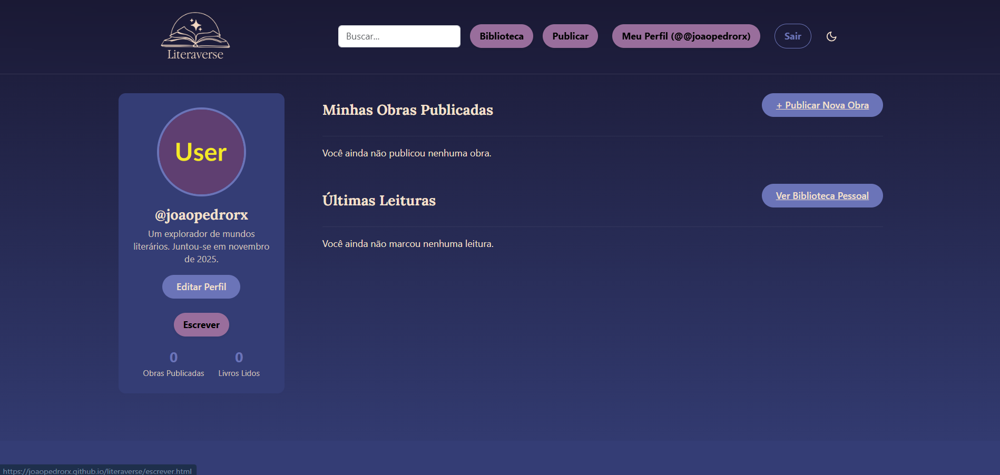 Literaverse
Buscar...
Biblioteca
Publicar
Meu Perfil (@@joaopedrorx)
Sair
User
@joaopedrorx
Um explorador de mundos
literários. Juntou-se em novembro
de 2025.
Editar Perfil
Escrever
0
Obras Publicadas
0
Livros Lidos
Minhas Obras Publicadas
+ Publicar Nova Obra
Você ainda não publicou nenhuma obra.
Últimas Leituras
Ver Biblioteca Pessoal
Você ainda não marcou nenhuma leitura.
https://joaopedrorx.github.io/literaverse/escrever.html